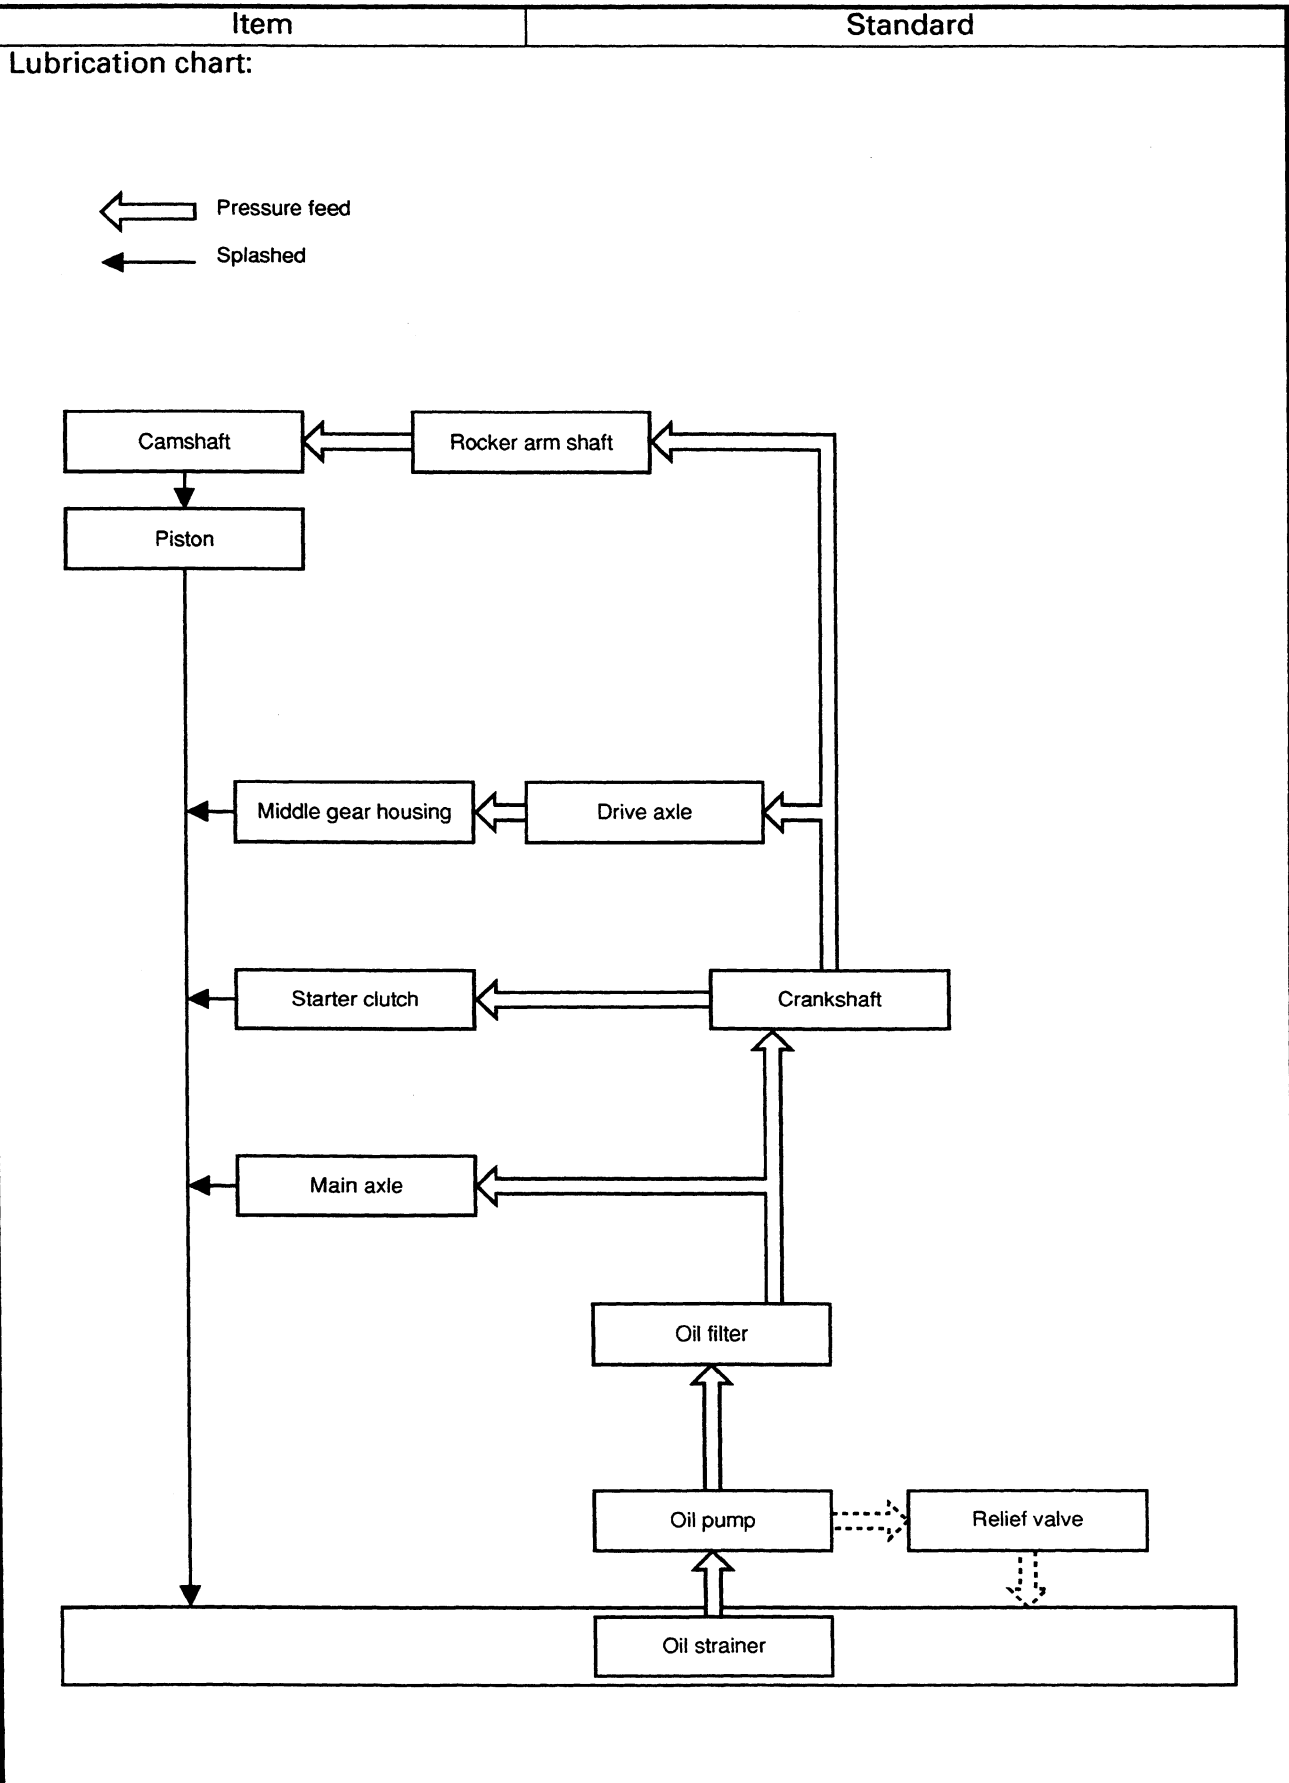 Item
Standard
Lubrication chart:
Pressure feed
Splashed
Camshaft
Rocker arm shaft
Piston
Middle gear housing
Drive axle
Starter clutch
Crankshaft
Main axle
Oil filter
Oil pump
Relief valve
Oil strainer